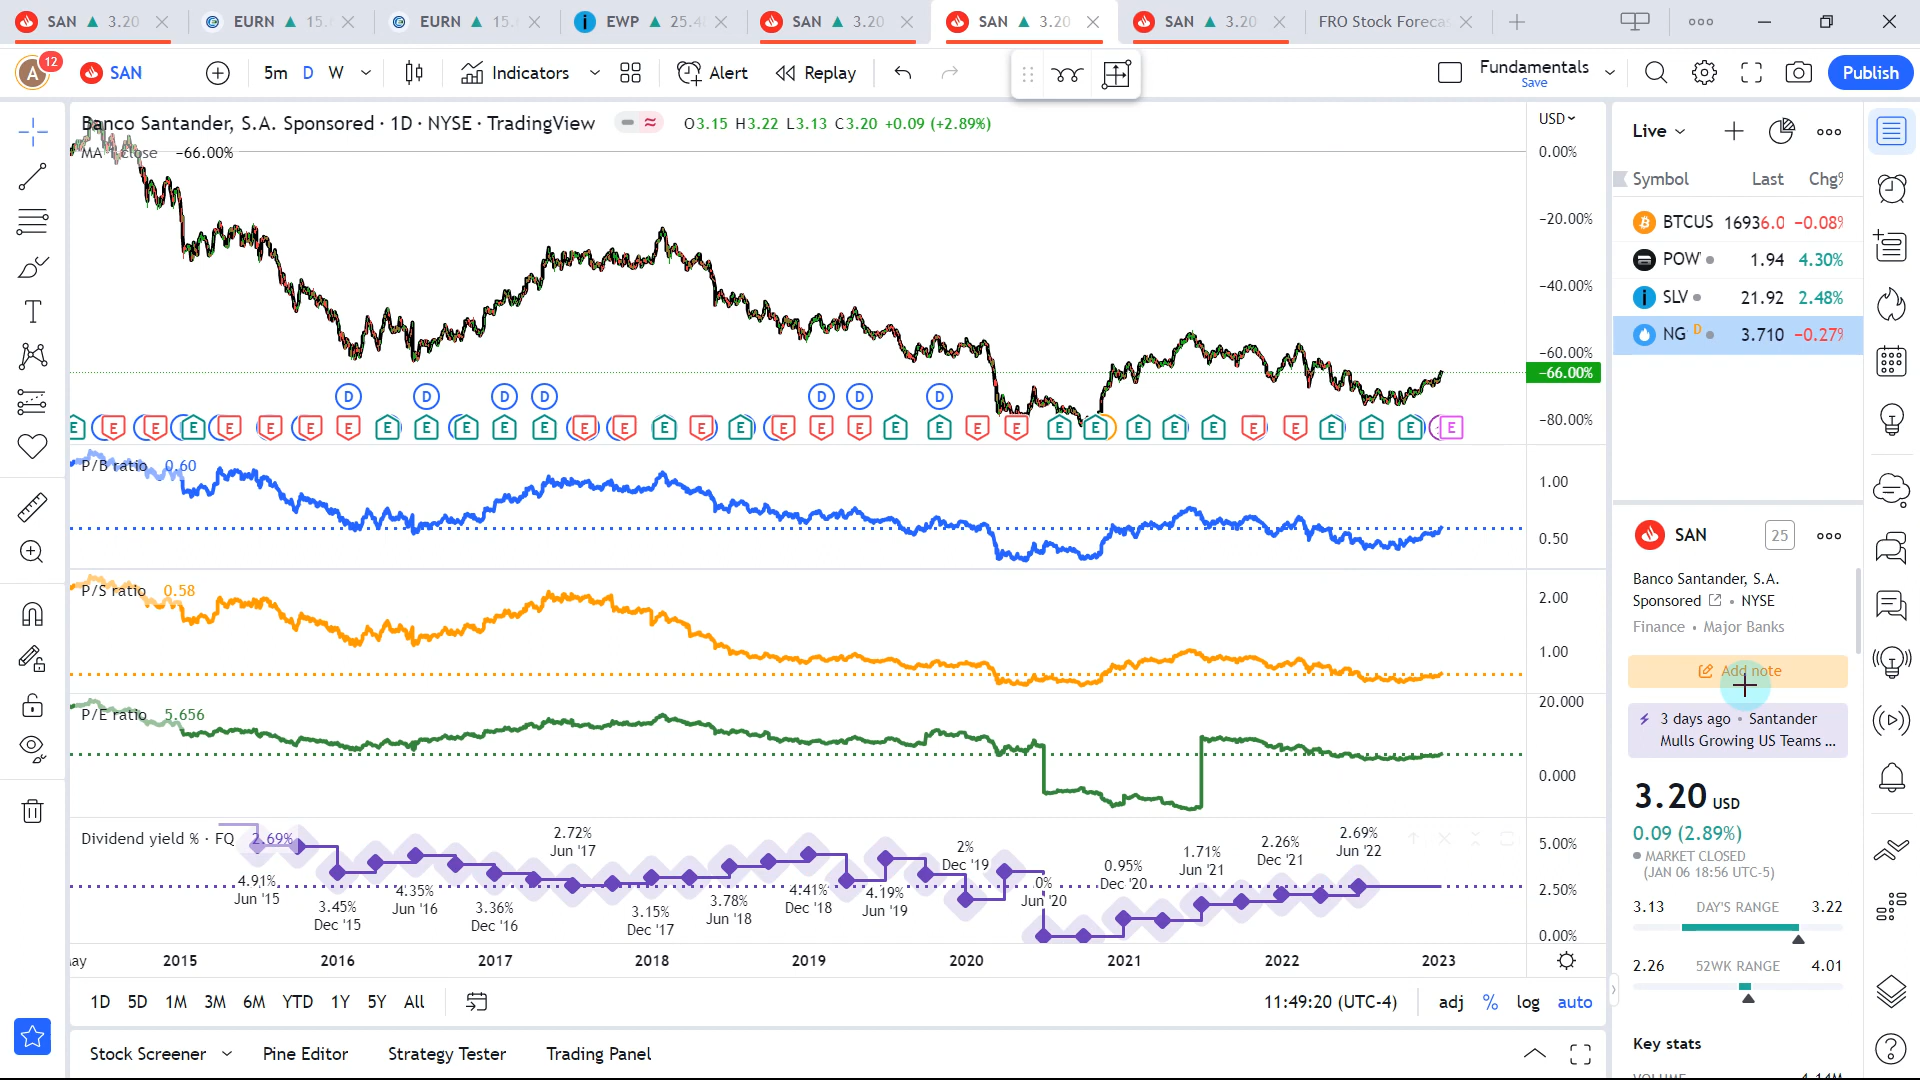 SAN ▲ 3.20
EURN ▲ 15.
EURN ▲ 15.
EWP ▲ 25.4
SAN ▲ 3.20
SAN ▲ 3.20
SAN ▲ 3.20
FRO Stock Foreca
A 12
SAN
5m D W
Indicators
Alert
Replay
Fundamentals
Save
Publish
Banco Santander, S.A. Sponsored · 1D · NYSE · TradingView
O3.15 H3.22 L3.13 C3.20 +0.09 (+2.89%)
USD
close −66.00%
0.00%
−20.00%
−40.00%
−60.00%
−66.00%
−80.00%
D D D D D D D
E E E E E E E E E E E E E E E E E E E E E E E E E E E E E E E E E E E E
P/B ratio 0.60
1.00
0.50
P/S ratio 0.58
2.00
1.00
P/E ratio 5.656
20.000
0.000
Dividend yield % · FQ 2.69%
5.00%
2.50%
0.00%
4.91%
Jun '15
3.45%
Dec '15
4.35%
Jun '16
3.36%
Dec '16
2.72%
Jun '17
3.15%
Dec '17
3.78%
Jun '18
4.41%
Dec '18
4.19%
Jun '19
2%
Dec '19
0%
Jun '20
0.95%
Dec '20
1.71%
Jun '21
2.26%
Dec '21
2.69%
Jun '22
ay 2015 2016 2017 2018 2019 2020 2021 2022 2023
1D 5D 1M 3M 6M YTD 1Y 5Y All
11:49:20 (UTC-4)
adj % log auto
Stock Screener
Pine Editor
Strategy Tester
Trading Panel
Live
Symbol Last Chg%
BTCUS 16936.0 −0.08%
POW 1.94 4.30%
SLV 21.92 2.48%
NG D 3.710 −0.27%
SAN
25
Banco Santander, S.A.
Sponsored • NYSE
Finance • Major Banks
Add note
3 days ago • Santander
Mulls Growing US Teams ...
3.20 USD
0.09 (2.89%)
MARKET CLOSED
(JAN 06 18:56 UTC-5)
3.13 DAY'S RANGE 3.22
2.26 52WK RANGE 4.01
Key stats